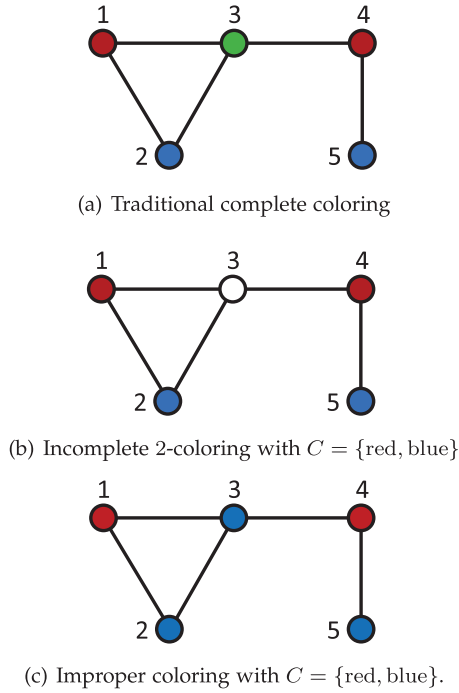 1 3 4
2 5
(a) Traditional complete coloring
1 3 4
2 5
(b) Incomplete 2-coloring with C = {red, blue}
1 3 4
2 5
(c) Improper coloring with C = {red, blue}.